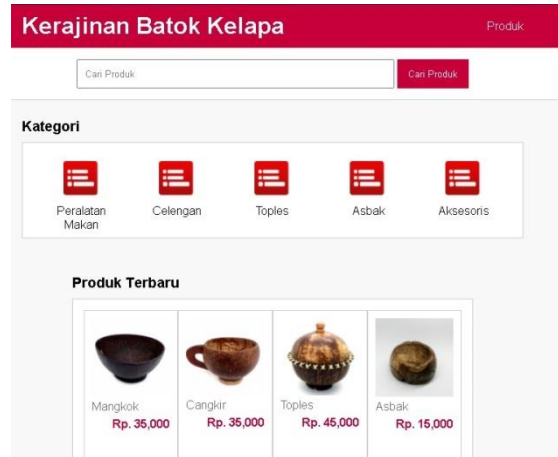 Kerajinan Batok Kelapa
Produk
Cari Produk
Cari Produk
Kategori
Peralatan
Makan
Celengan
Toples
Asbak
Aksesoris
Produk Terbaru
Mangkok
Rp. 35,000
Cangkir
Rp. 35,000
Toples
Rp. 45,000
Asbak
Rp. 15,000